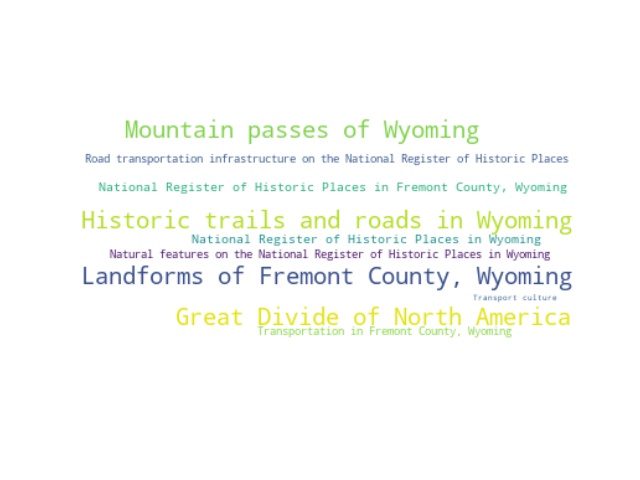 Mountain passes of Wyoming
Road transportation infrastructure on the National Register of Historic Places
National Register of Historic Places in Fremont County, Wyoming
Historic trails and roads in Wyoming
National Register of Historic Places in Wyoming
Natural features on the National Register of Historic Places in Wyoming
Landforms of Fremont County, Wyoming
Transport culture
Great Divide of North America
Transportation in Fremont County, Wyoming